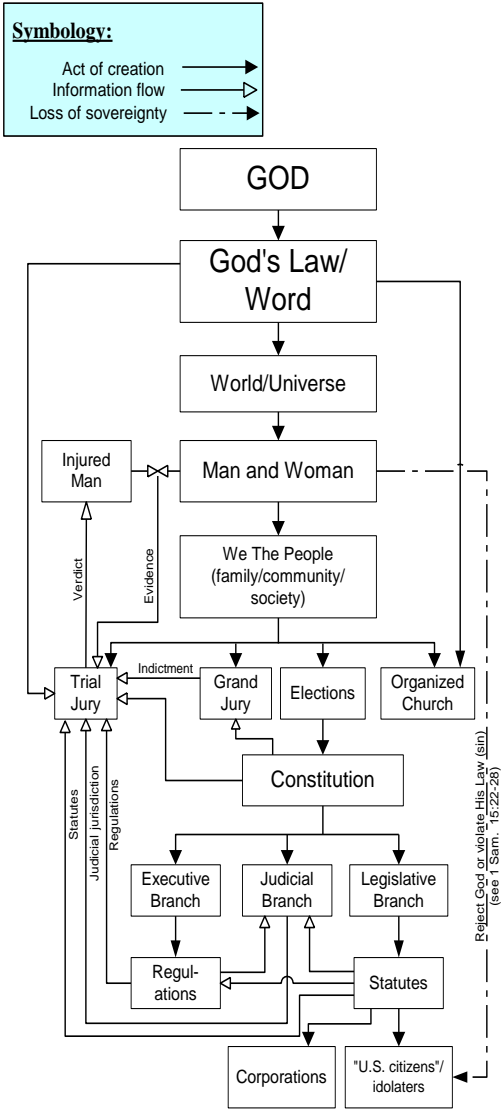 Symbology:
Act of creation
Information flow
Loss of sovereignty
GOD
God's Law/
Word
World/Universe
Injured
Man
Man and Woman
We The People
(family/community/
society)
Verdict
Evidence
Indictment
Trial
Jury
Grand
Jury
Elections
Organized
Church
Constitution
Statutes
Judicial jurisdiction
Regulations
Reject God or violate His Law (sin)
(see 1 Sam. 15:22-28)
Executive
Branch
Judicial
Branch
Legislative
Branch
Regul-
ations
Statutes
Corporations
"U.S. citizens"/
idolaters